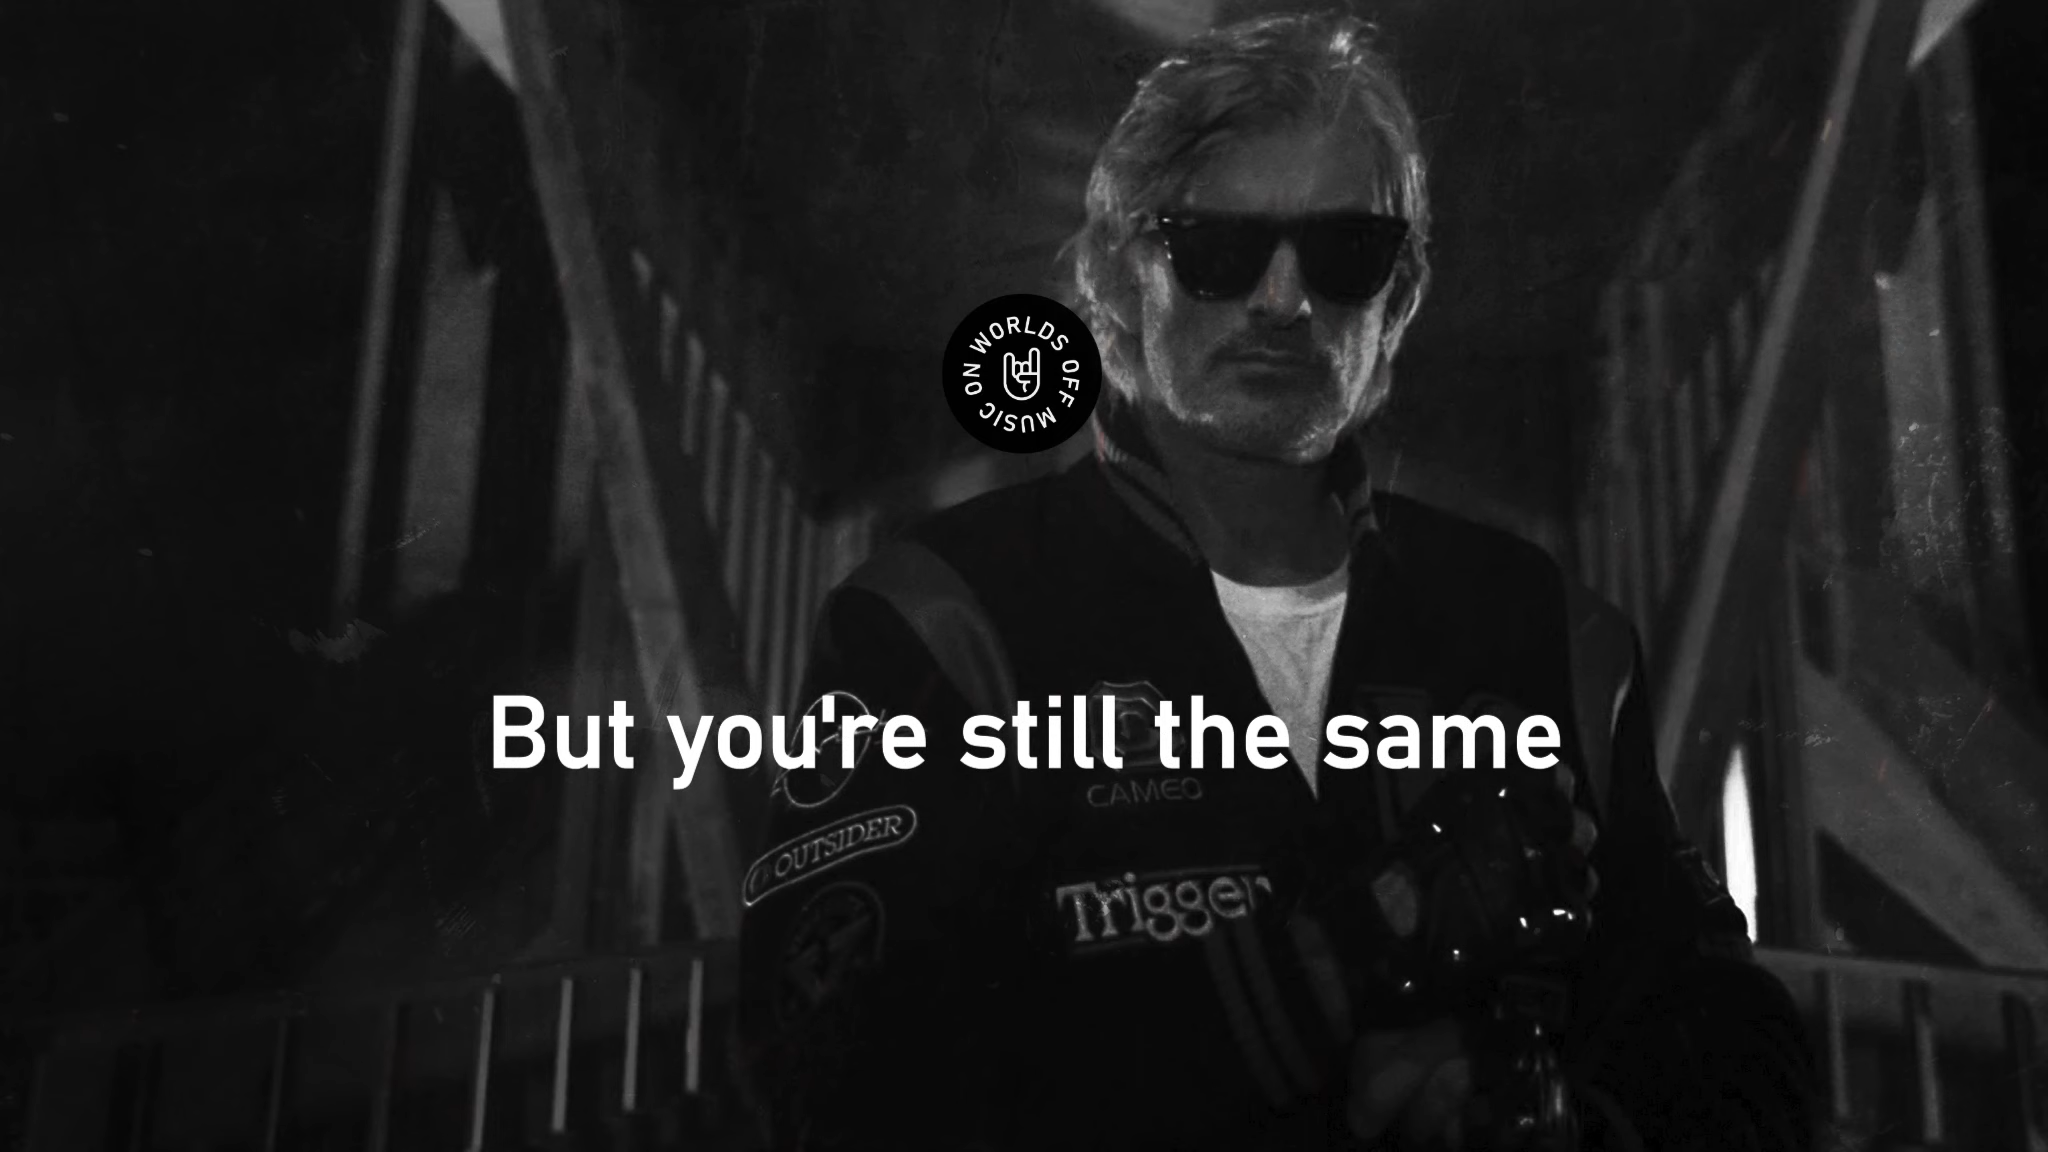 WORLDS OFF MUSIC ON
But you're still the same
CAMEO
OUTSIDER
Trigger